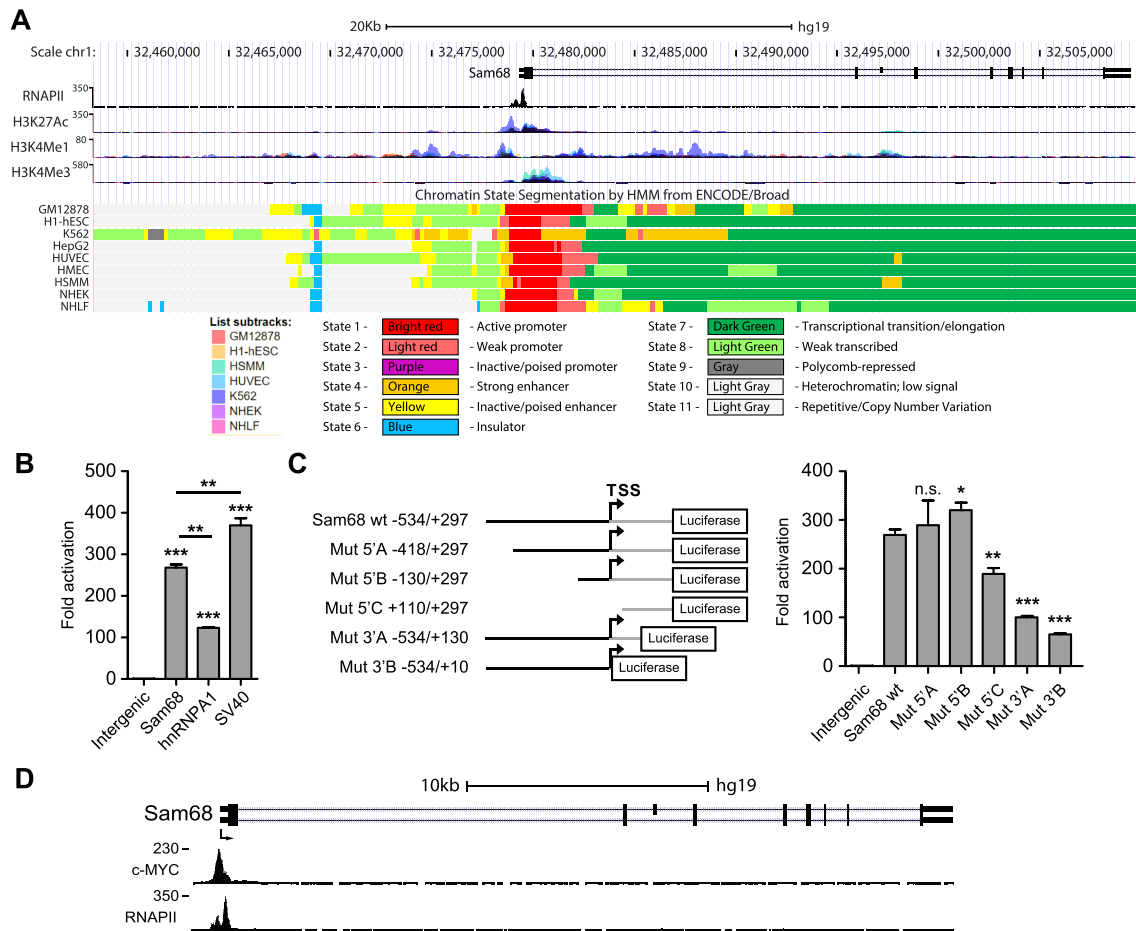 A
20Kb hg19
Scale chr1: 32,460,000 32,465,000 32,470,000 32,475,000 32,480,000 32,485,000 32,490,000 32,495,000 32,500,000 32,505,000
Sam68
350
RNAPII
350
H3K27Ac
80
H3K4Me1
580
H3K4Me3
Chromatin State Segmentation by HMM from ENCODE/Broad
GM12878
H1-hESC
K562
HepG2
HUVEC
HMEC
HSMM
NHEK
NHLF
List subtracks:
GM12878
H1-hESC
HSMM
HUVEC
K562
NHEK
NHLF
State 1 - Bright red - Active promoter
State 2 - Light red - Weak promoter
State 3 - Purple - Inactive/poised promoter
State 4 - Orange - Strong enhancer
State 5 - Yellow - Inactive/poised enhancer
State 6 - Blue - Insulator
State 7 - Dark Green - Transcriptional transition/elongation
State 8 - Light Green - Weak transcribed
State 9 - Gray - Polycomb-repressed
State 10 - Light Gray - Heterochromatin; low signal
State 11 - Light Gray - Repetitive/Copy Number Variation
B
Fold activation
500
400
300
200
100
0
**
**
***
***
***
Intergenic
Sam68
hnRNPA1
SV40
C
TSS
Sam68 wt -534/+297 Luciferase
Mut 5'A -418/+297 Luciferase
Mut 5'B -130/+297 Luciferase
Mut 5'C +110/+297 Luciferase
Mut 3'A -534/+130 Luciferase
Mut 3'B -534/+10 Luciferase
Fold activation
400
300
200
100
0
n.s.
*
**
***
***
Intergenic
Sam68 wt
Mut 5'A
Mut 5'B
Mut 5'C
Mut 3'A
Mut 3'B
D
10kb hg19
Sam68
230
c-MYC
350
RNAPII